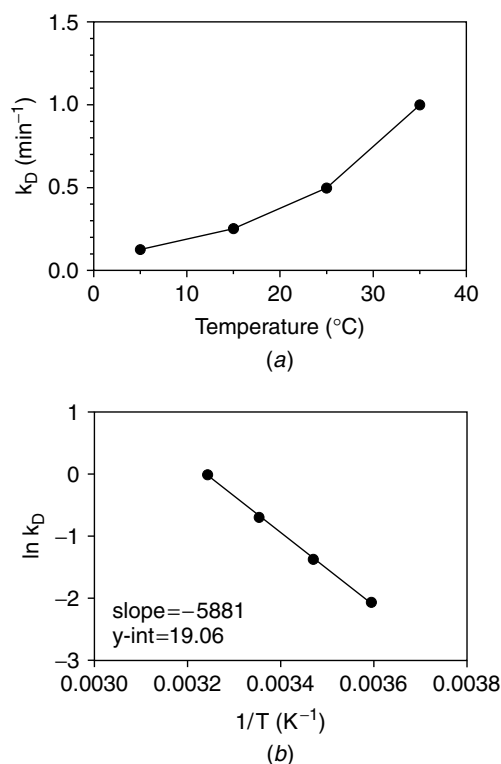 1.5
1.0
0.5
0.0
k_D (min⁻¹)
0 10 20 30 40
Temperature (°C)
(a)
1
0
−1
−2
−3
ln k_D
slope=−5881
y-int=19.06
0.0030 0.0032 0.0034 0.0036 0.0038
1/T (K⁻¹)
(b)